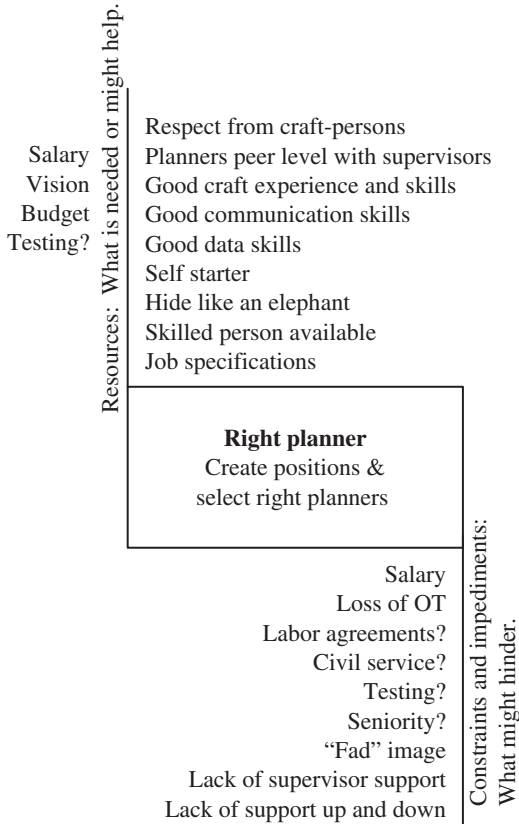 Resources: What is needed or might help.
Salary
Vision
Budget
Testing?
Respect from craft-persons
Planners peer level with supervisors
Good craft experience and skills
Good communication skills
Good data skills
Self starter
Hide like an elephant
Skilled person available
Job specifications
Right planner
Create positions &
select right planners
Salary
Loss of OT
Labor agreements?
Civil service?
Testing?
Seniority?
“Fad” image
Lack of supervisor support
Lack of support up and down
Constraints and impediments:
What might hinder.